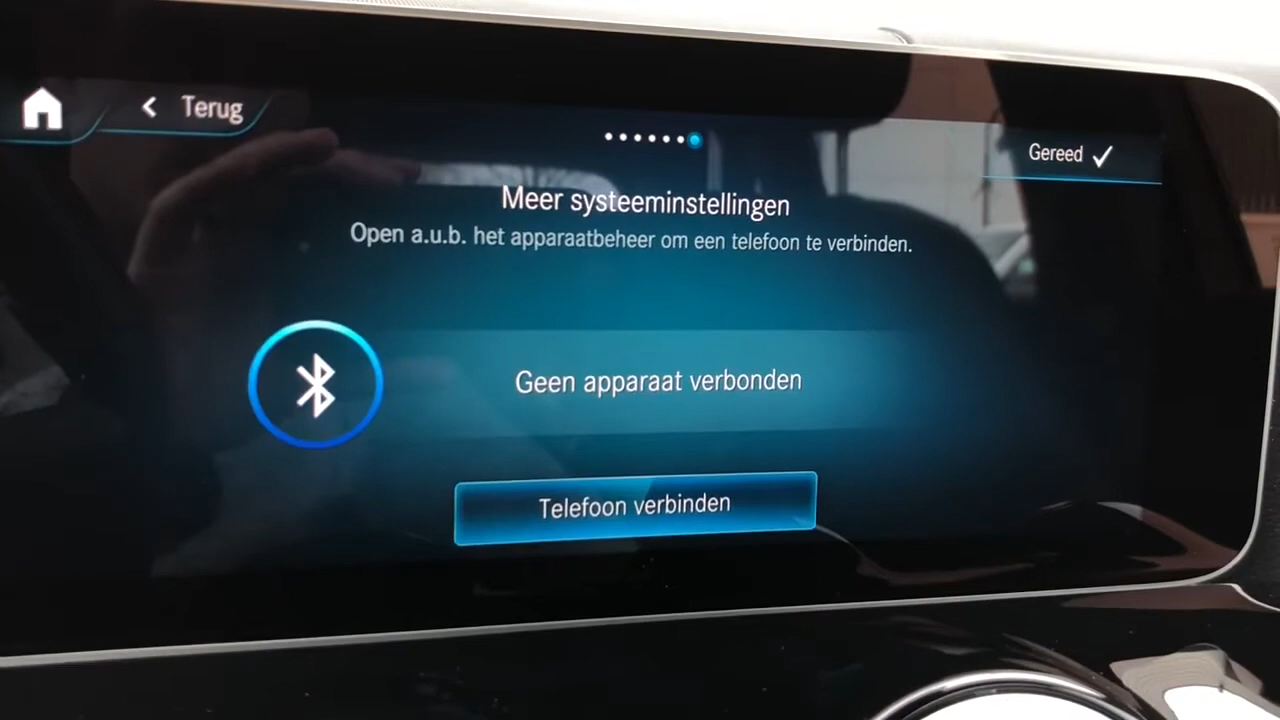 Terug
Gereed
Meer systeeminstellingen
Open a.u.b. het apparaatbeheer om een telefoon te verbinden.
Geen apparaat verbonden
Telefoon verbinden